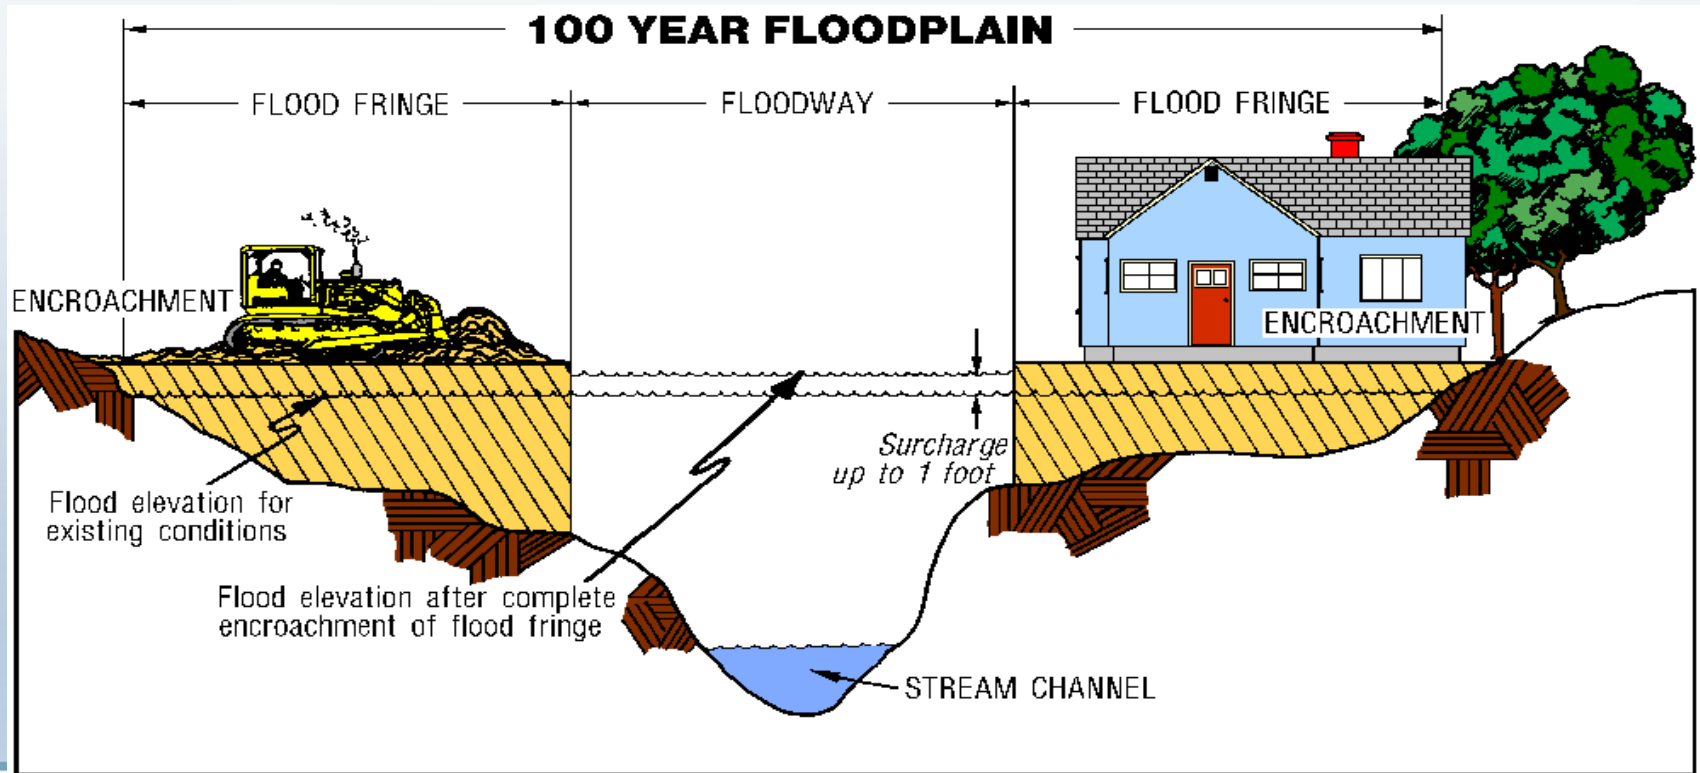 100 YEAR FLOODPLAIN
FLOOD FRINGE
FLOODWAY
FLOOD FRINGE
ENCROACHMENT
ENCROACHMENT
Surcharge
up to 1 foot
Flood elevation for
existing conditions
Flood elevation after complete
encroachment of flood fringe
STREAM CHANNEL